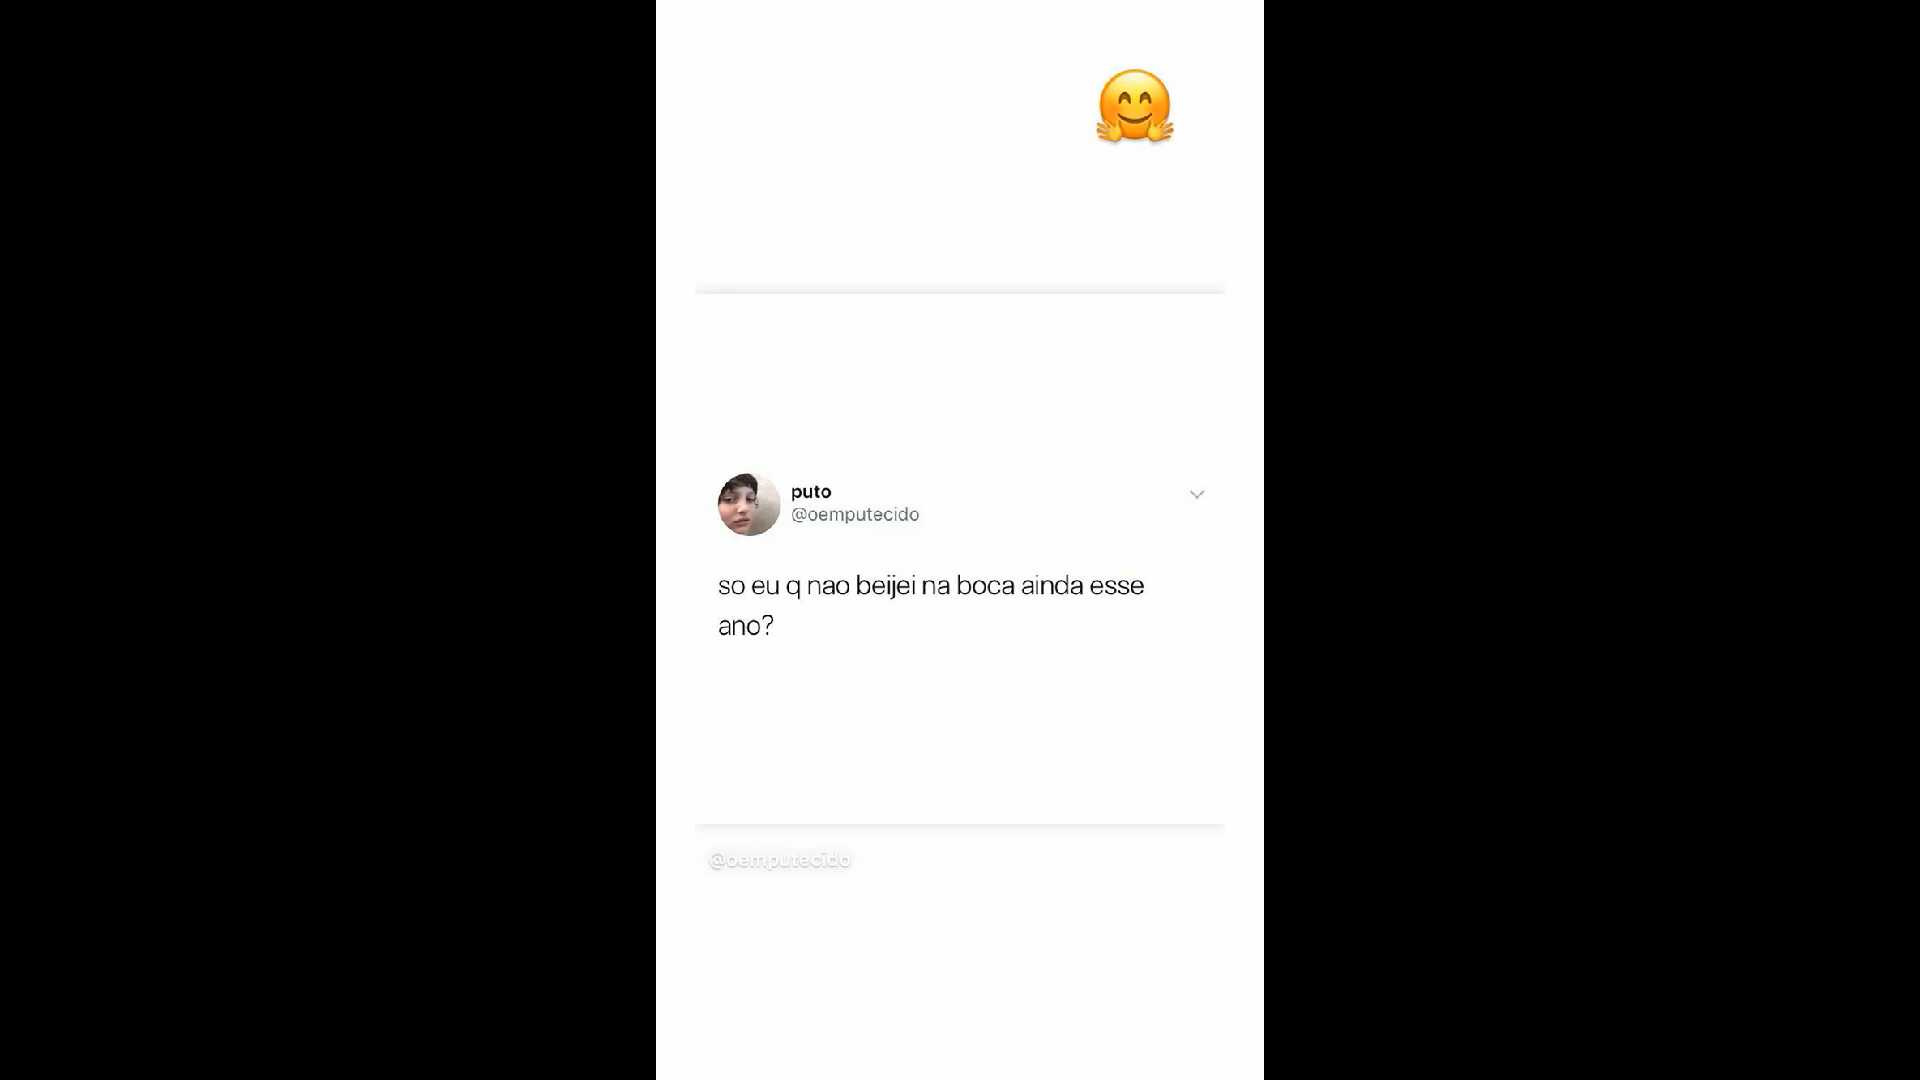 puto
@oemputecido
so eu q nao beijei na boca ainda esse
ano?
@oemputecido